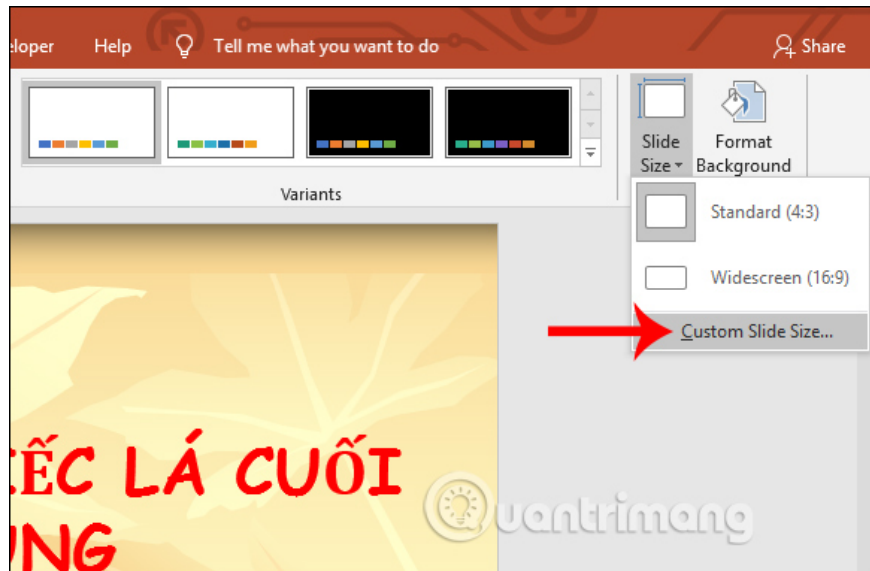 eloper Help Tell me what you want to do Share
Slide Size Format Background
Variants
Standard (4:3)
Widescreen (16:9)
Custom Slide Size...
IẾC LÁ CUỐI
UNG
Quantrimang